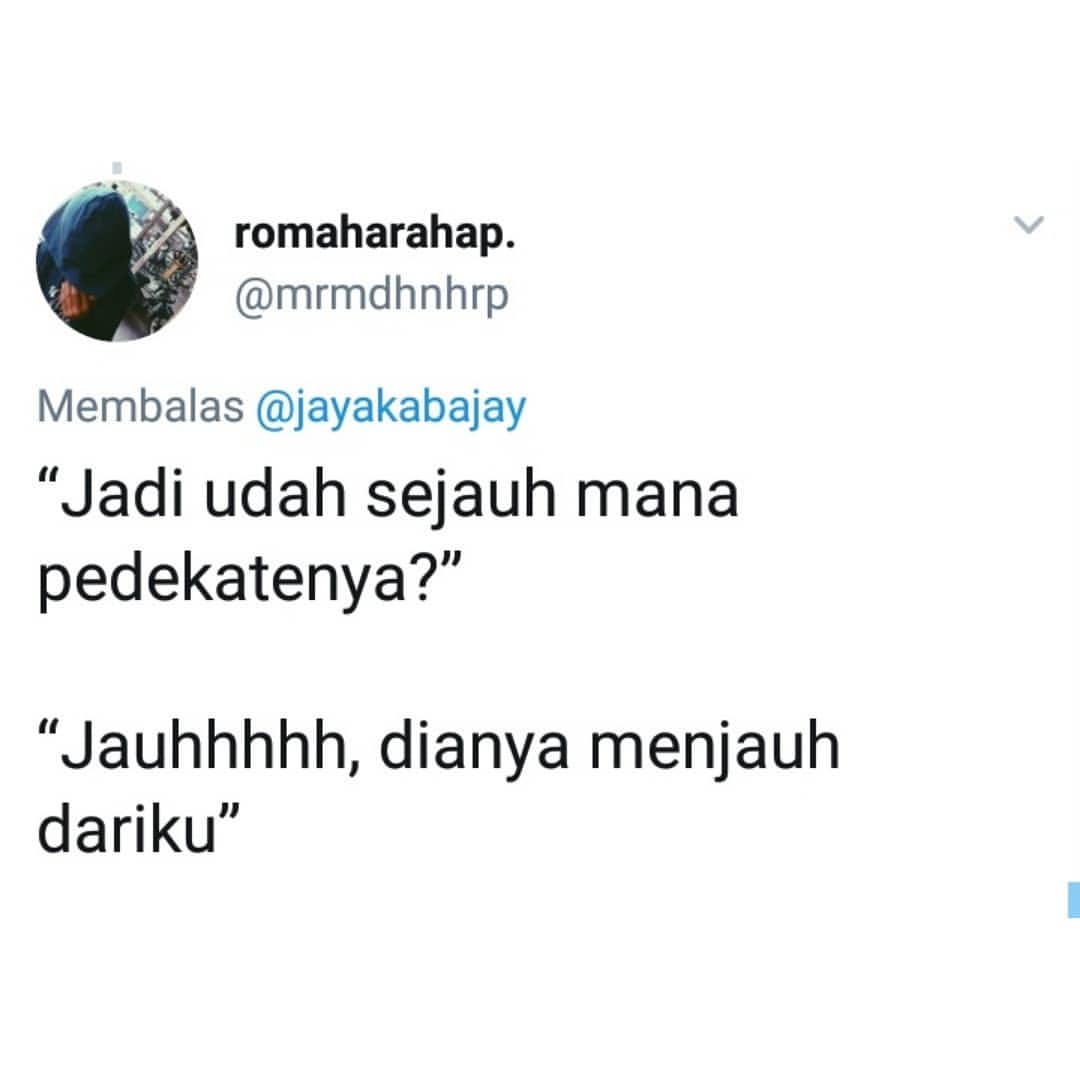 romaharahap.
@mrmdhnhrp
Membalas @jayakabajay
“Jadi udah sejauh mana
pedekatenya?”
“Jauhhhhh, dianya menjauh
dariku”